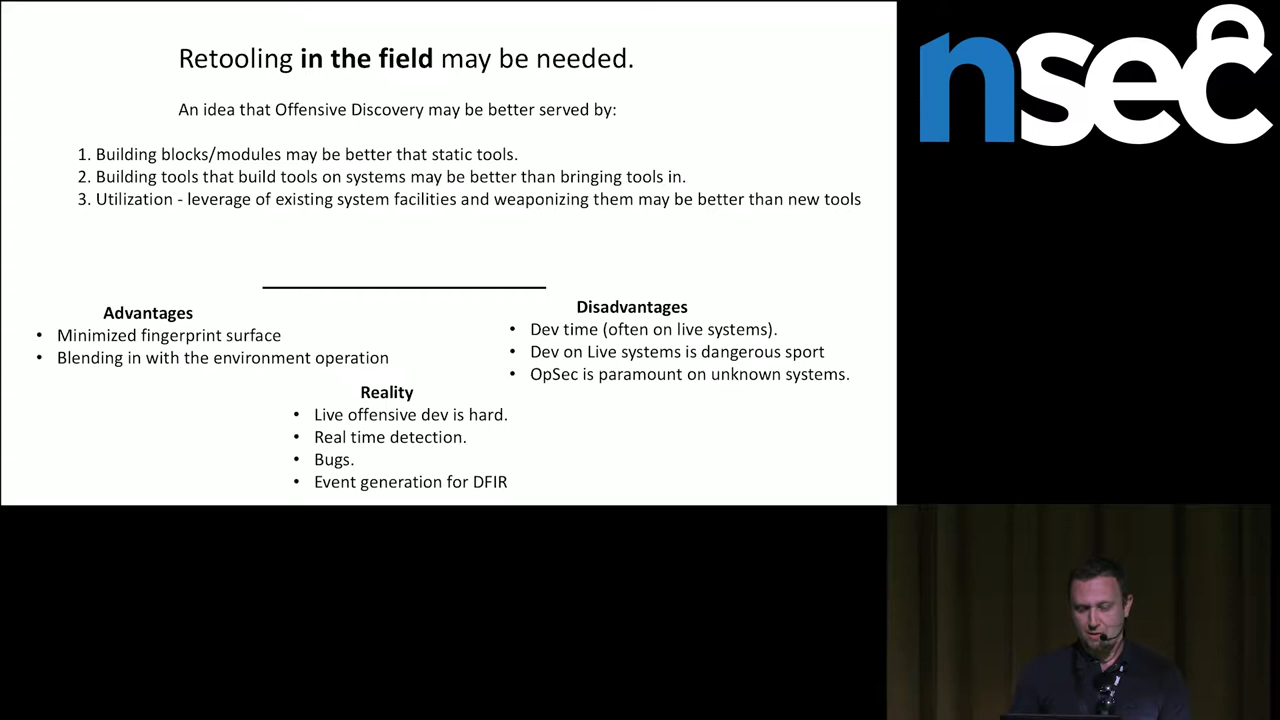 Retooling in the field may be needed.
An idea that Offensive Discovery may be better served by:
1. Building blocks/modules may be better that static tools.
2. Building tools that build tools on systems may be better than bringing tools in.
3. Utilization - leverage of existing system facilities and weaponizing them may be better than new tools
Advantages
• Minimized fingerprint surface
• Blending in with the environment operation
Disadvantages
• Dev time (often on live systems).
• Dev on Live systems is dangerous sport
• OpSec is paramount on unknown systems.
Reality
• Live offensive dev is hard.
• Real time detection.
• Bugs.
• Event generation for DFIR
nsec